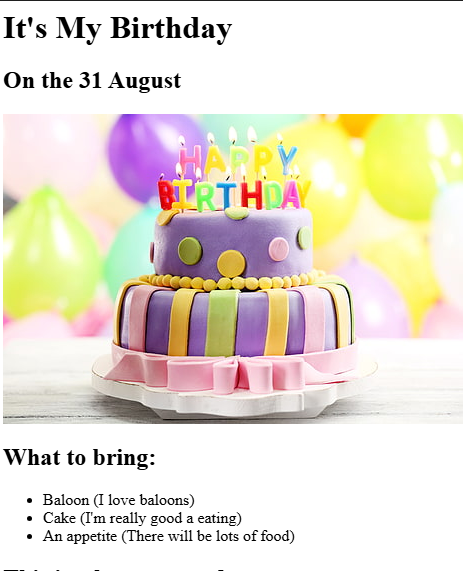 It's My Birthday
On the 31 August
HAPPY
BIRTHDAY
What to bring:
Baloon (I love baloons)
Cake (I'm really good a eating)
An appetite (There will be lots of food)